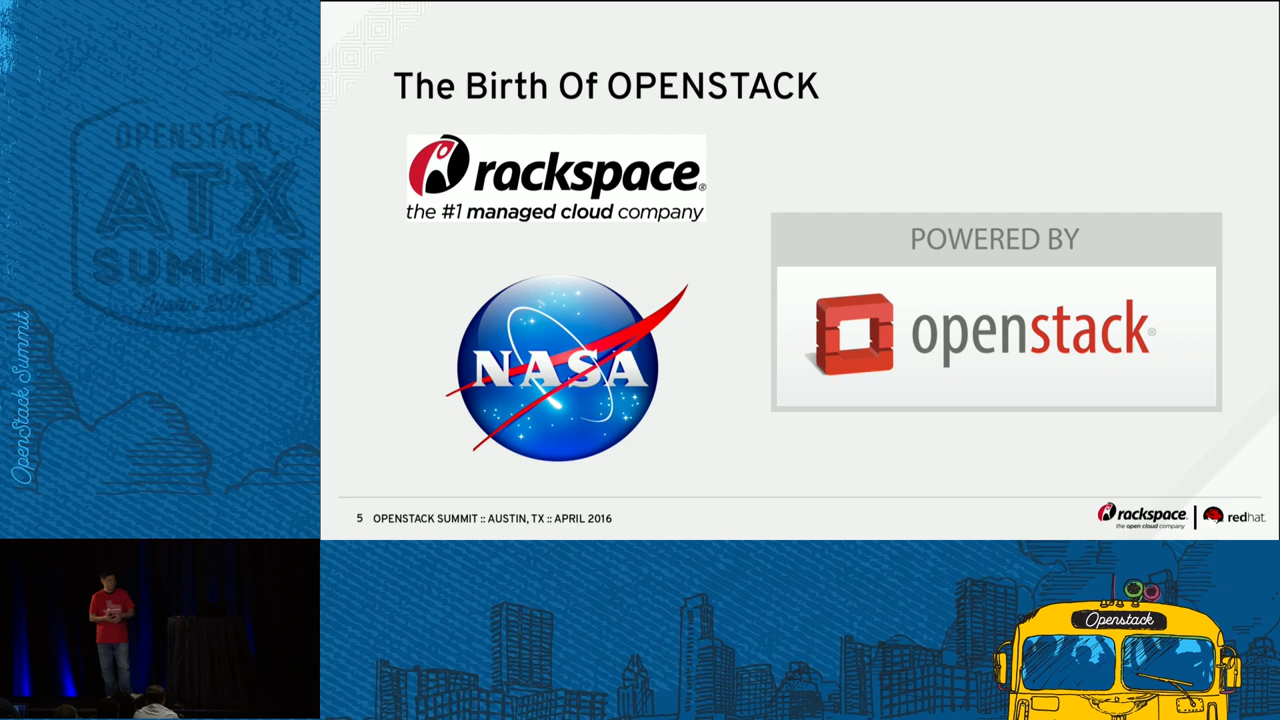 The Birth Of OPENSTACK
rackspace®
the #1 managed cloud company
NASA
POWERED BY
openstack®
5 OPENSTACK SUMMIT :: AUSTIN, TX :: APRIL 2016
rackspace.
the open cloud company
redhat.
OPENSTACK
ATX
SUMMIT
Austin 2016
OpenStack Summit
Openstack